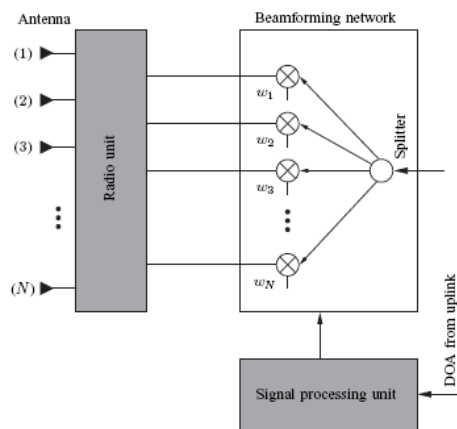 Antenna
Beamforming network
(1)
(2)
(3)
(N)
Radio unit
w1
w2
w3
wN
Splitter
DOA from uplink
Signal processing unit